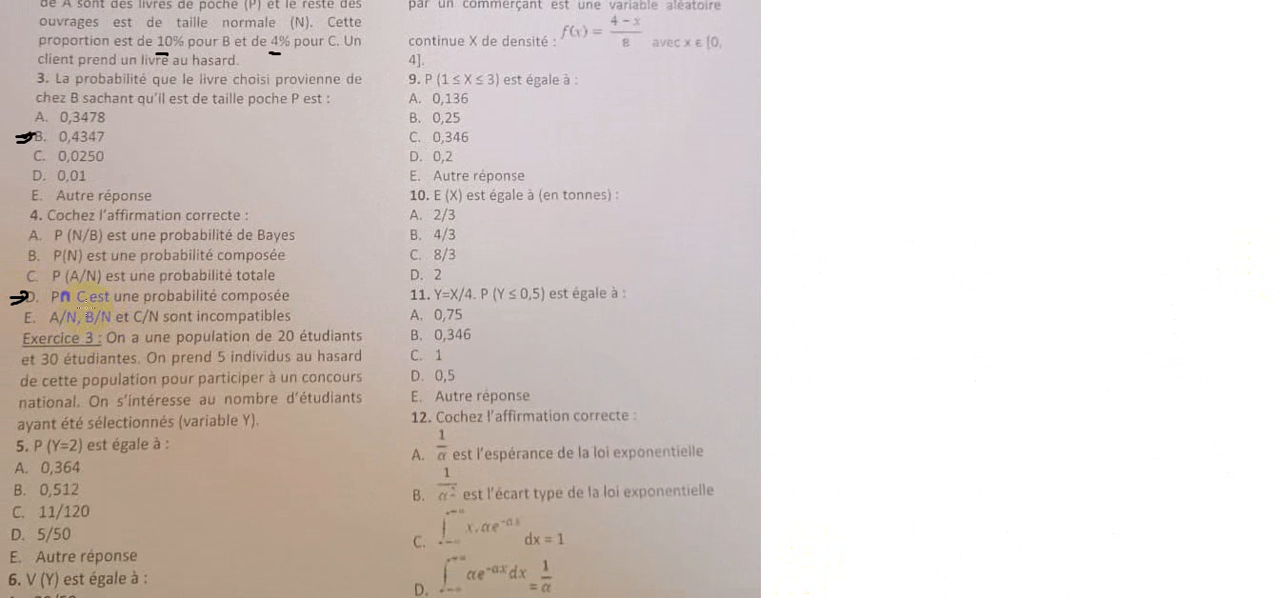 de A sont des livres de poche (P) et le reste des
ouvrages est de taille normale (N). Cette
proportion est de 10% pour B et de 4% pour C. Un
client prend un livre au hasard.
3. La probabilité que le livre choisi provienne de
chez B sachant qu'il est de taille poche P est :
A. 0,3478
B. 0,4347
C. 0,0250
D. 0,01
E. Autre réponse
4. Cochez l'affirmation correcte :
A. P (N/B) est une probabilité de Bayes
B. P(N) est une probabilité composée
C. P (A/N) est une probabilité totale
D. P∩ C est une probabilité composée
E. A/N, B/N et C/N sont incompatibles
Exercice 3 : On a une population de 20 étudiants
et 30 étudiantes. On prend 5 individus au hasard
de cette population pour participer à un concours
national. On s'intéresse au nombre d'étudiants
ayant été sélectionnés (variable Y).
5. P (Y=2) est égale à :
A. 0,364
B. 0,512
C. 11/120
D. 5/50
E. Autre réponse
6. V (Y) est égale à :
par un commerçant est une variable aléatoire
continue X de densité : f(x) = (4 − x)/8 avec x ϵ [0,
4].
9. P (1 ≤ X ≤ 3) est égale à :
A. 0,136
B. 0,25
C. 0,346
D. 0,2
E. Autre réponse
10. E (X) est égale à (en tonnes) :
A. 2/3
B. 4/3
C. 8/3
D. 2
11. Y=X/4. P (Y ≤ 0,5) est égale à :
A. 0,75
B. 0,346
C. 1
D. 0,5
E. Autre réponse
12. Cochez l'affirmation correcte :
A. 1/α est l'espérance de la loi exponentielle
B. 1/α² est l'écart type de la loi exponentielle
C. ∫ x.αe^-αx dx = 1
D. ∫ αe^-αx dx = 1/α